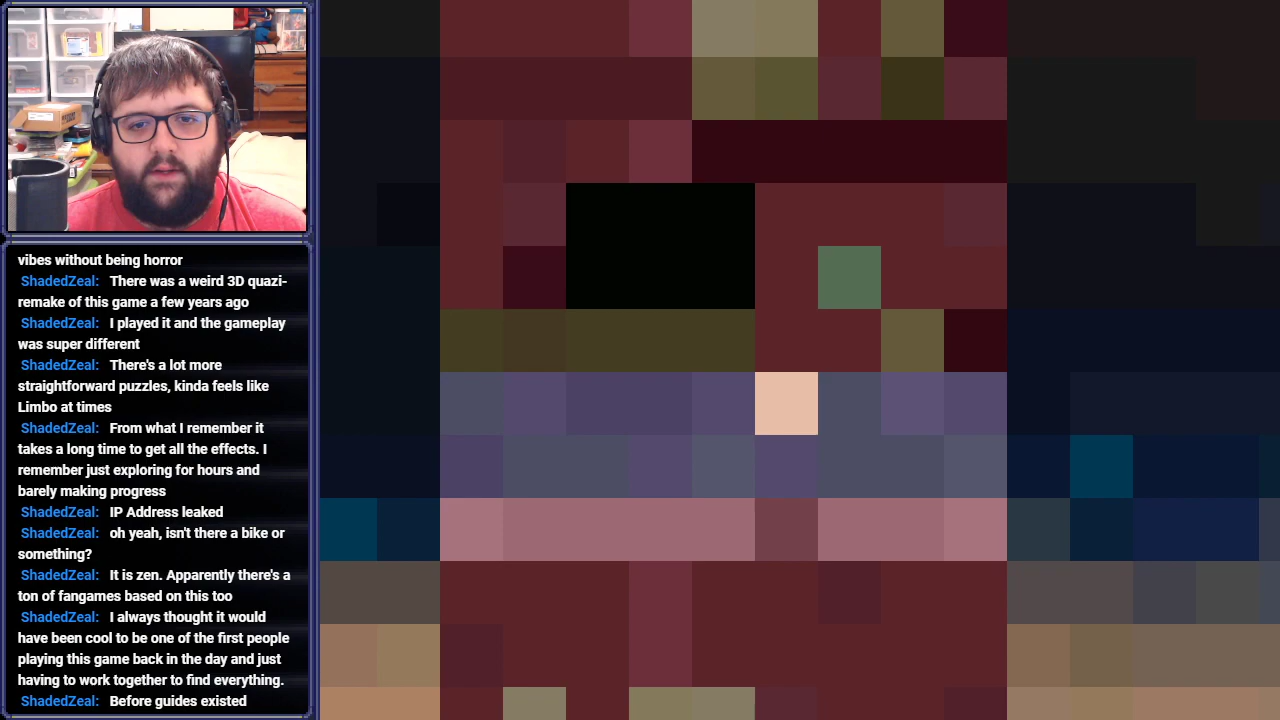 vibes without being horror
ShadedZeal: There was a weird 3D quazi-
remake of this game a few years ago
ShadedZeal: I played it and the gameplay
was super different
ShadedZeal: There's a lot more
straightforward puzzles, kinda feels like
Limbo at times
ShadedZeal: From what I remember it
takes a long time to get all the effects. I
remember just exploring for hours and
barely making progress
ShadedZeal: IP Address leaked
ShadedZeal: oh yeah, isn't there a bike or
something?
ShadedZeal: It is zen. Apparently there's a
ton of fangames based on this too
ShadedZeal: I always thought it would
have been cool to be one of the first people
playing this game back in the day and just
having to work together to find everything.
ShadedZeal: Before guides existed